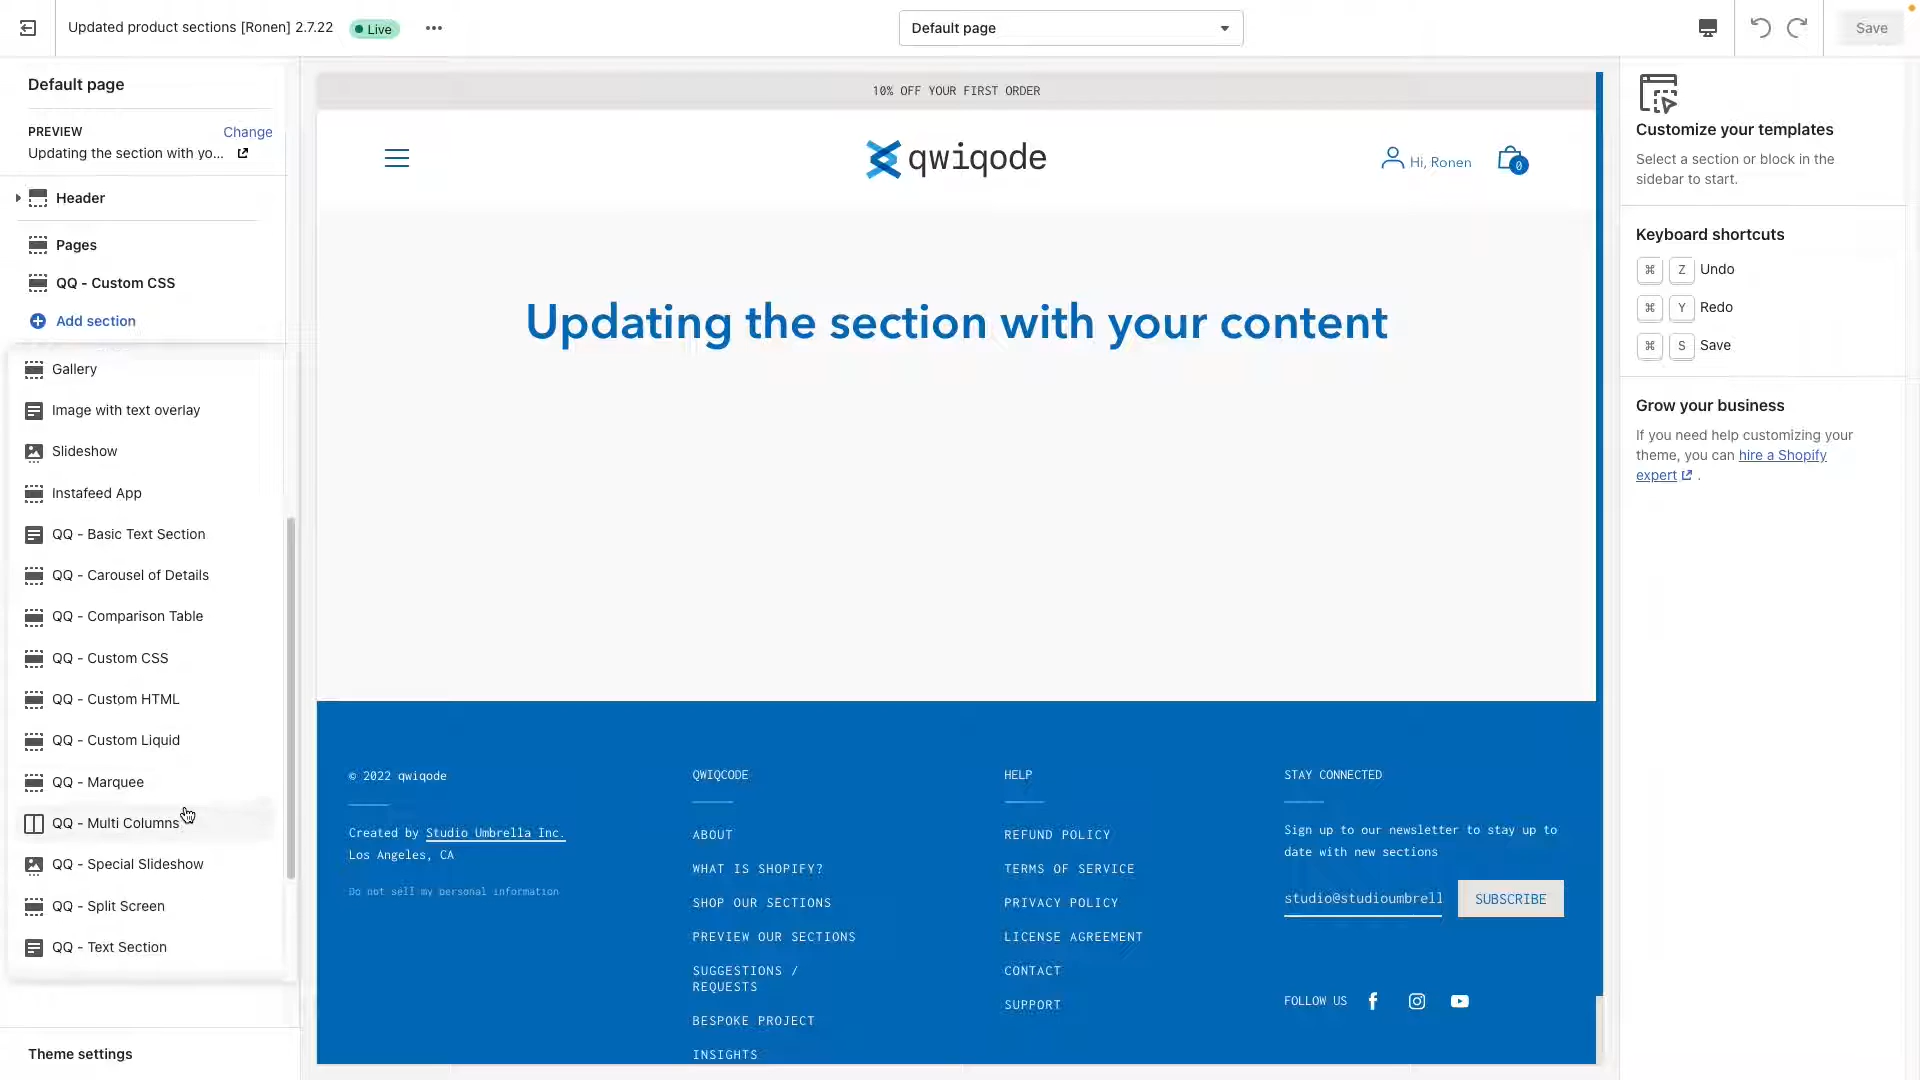 Updated product sections [Ronen] 2.7.22
Live
Default page
Save
Default page
PREVIEW
Change
Updating the section with yo...
Header
Pages
QQ - Custom CSS
Add section
Gallery
Image with text overlay
Slideshow
Instafeed App
QQ - Basic Text Section
QQ - Carousel of Details
QQ - Comparison Table
QQ - Custom CSS
QQ - Custom HTML
QQ - Custom Liquid
QQ - Marquee
QQ - Multi Columns
QQ - Special Slideshow
QQ - Split Screen
QQ - Text Section
Theme settings
10% OFF YOUR FIRST ORDER
qwiqode
Hi, Ronen
0
Updating the section with your content
© 2022 qwiqode
Created by Studio Umbrella Inc.
Los Angeles, CA
Do not sell my personal information
QWIQCODE
ABOUT
WHAT IS SHOPIFY?
SHOP OUR SECTIONS
PREVIEW OUR SECTIONS
SUGGESTIONS /
REQUESTS
BESPOKE PROJECT
INSIGHTS
HELP
REFUND POLICY
TERMS OF SERVICE
PRIVACY POLICY
LICENSE AGREEMENT
CONTACT
SUPPORT
STAY CONNECTED
Sign up to our newsletter to stay up to
date with new sections
studio@studioumbrell
SUBSCRIBE
FOLLOW US
Customize your templates
Select a section or block in the
sidebar to start.
Keyboard shortcuts
⌘ Z Undo
⌘ Y Redo
⌘ S Save
Grow your business
If you need help customizing your
theme, you can hire a Shopify
expert .